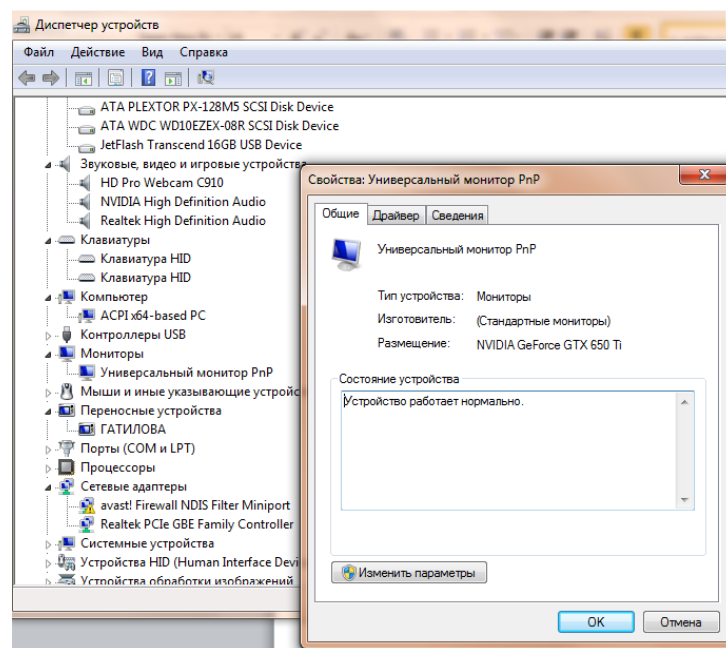 Диспетчер устройств
Файл Действие Вид Справка
ATA PLEXTOR PX-128M5 SCSI Disk Device
ATA WDC WD10EZEX-08R SCSI Disk Device
JetFlash Transcend 16GB USB Device
Звуковые, видео и игровые устройства
HD Pro Webcam C910
NVIDIA High Definition Audio
Realtek High Definition Audio
Клавиатуры
Клавиатура HID
Клавиатура HID
Компьютер
ACPI x64-based PC
Контроллеры USB
Мониторы
Универсальный монитор PnP
Мыши и иные указывающие устройс
Переносные устройства
ГАТИЛОВА
Порты (COM и LPT)
Процессоры
Сетевые адаптеры
avast! Firewall NDIS Filter Miniport
Realtek PCIe GBE Family Controller
Системные устройства
Устройства HID (Human Interface Devi
Устройства обработки изображений
Свойства: Универсальный монитор PnP
Общие Драйвер Сведения
Универсальный монитор PnP
Тип устройства: Мониторы
Изготовитель: (Стандартные мониторы)
Размещение: NVIDIA GeForce GTX 650 Ti
Состояние устройства
Устройство работает нормально.
Изменить параметры
OK Отмена